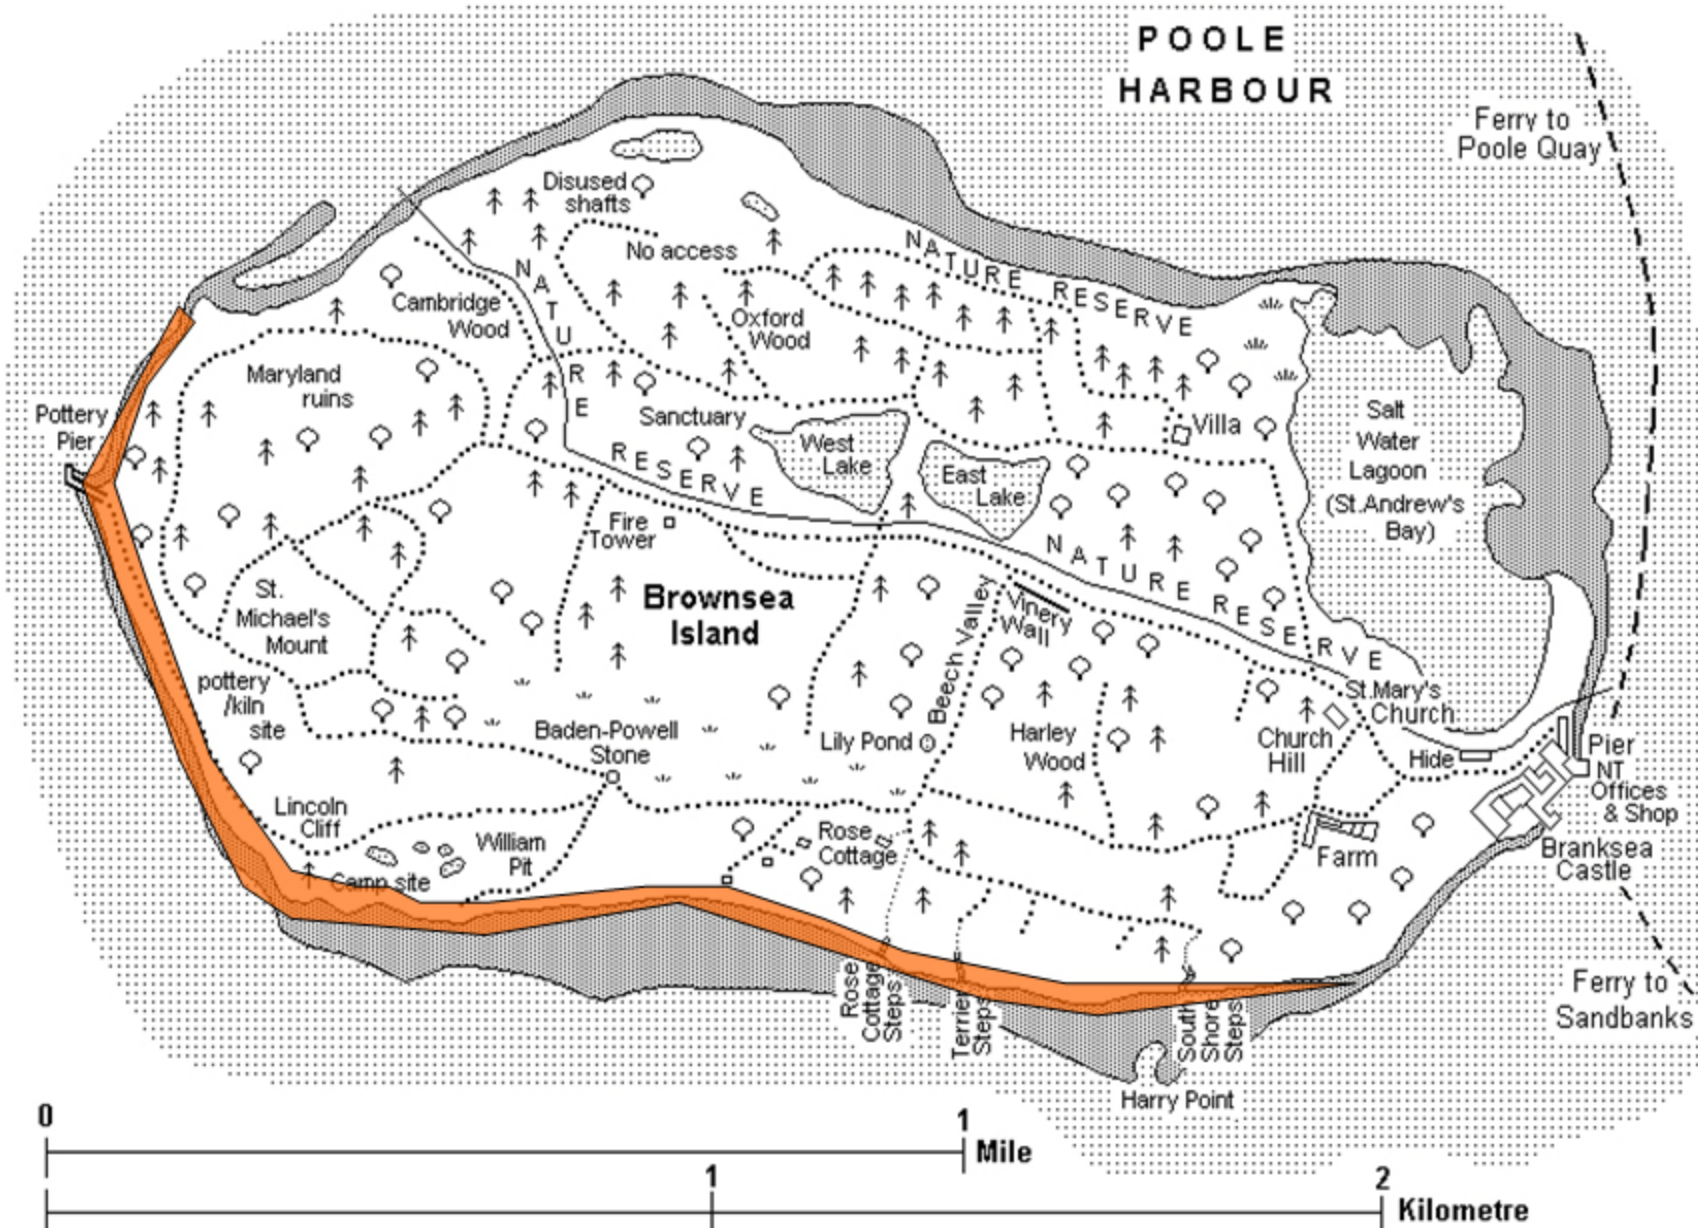 POOLE
HARBOUR
Ferry to
Poole Quay
Disused
shafts
No access
NATURE RESERVE
NATURE RESERVE
Cambridge
Wood
Oxford
Wood
Maryland
ruins
Pottery
Pier
Sanctuary
West
Lake
East
Lake
Villa
Salt
Water
Lagoon
(St.Andrew's
Bay)
Fire
Tower
NATURE RESERVE
St.
Michael's
Mount
Brownsea
Island
Beech Valley
Vinery
Wall
pottery
/kiln
site
Baden-Powell
Stone
Lily Pond
Harley
Wood
St.Mary's
Church
Church
Hill
Hide
Pier
NT
Offices
& Shop
Lincoln
Cliff
William
Pit
Camp site
Rose
Cottage
Farm
Branksea
Castle
Rose
Cottage
Steps
Terrier
Steps
South
Shore
Steps
Ferry to
Sandbanks
Harry Point
0 1
Mile
1 2
Kilometre